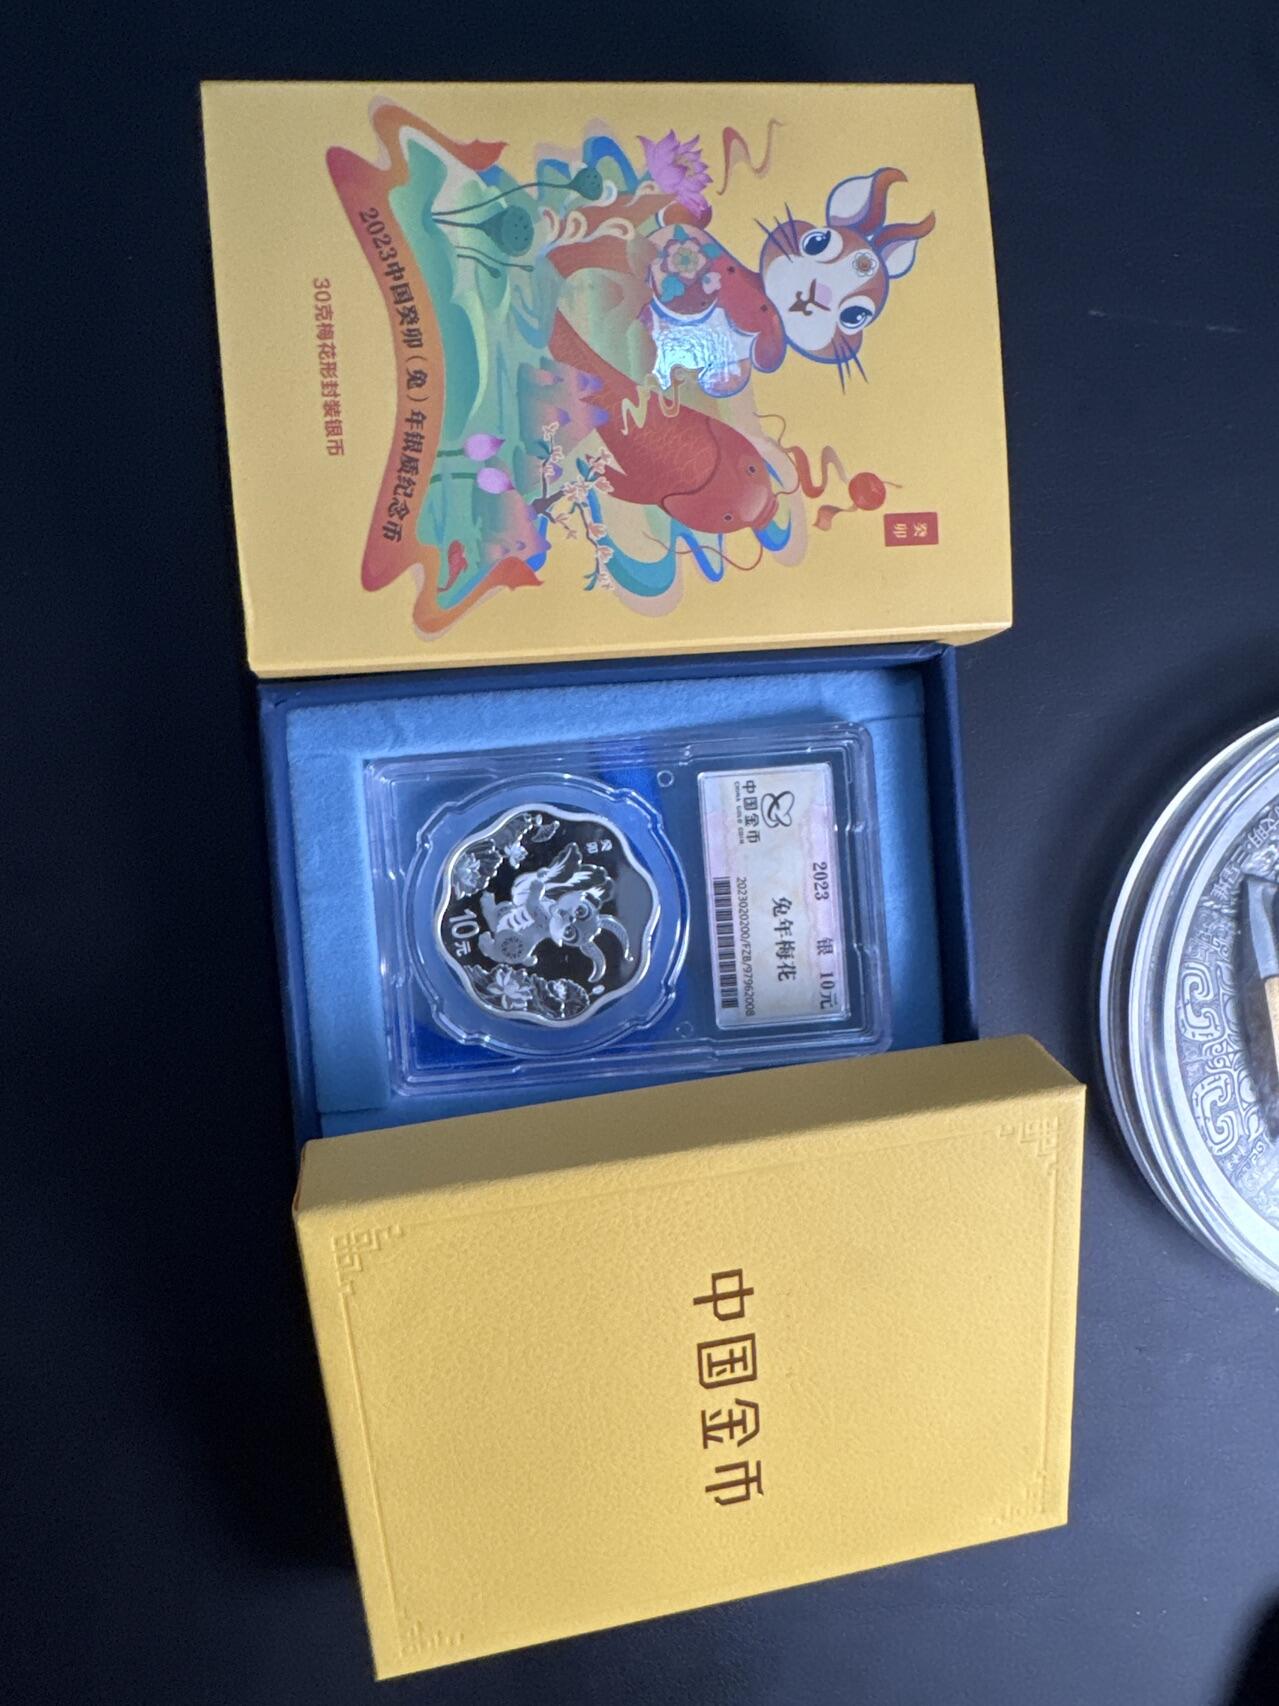 癸卯
2023中国癸卯（兔）年银质纪念币
30克梅花形封装银币
中国金币
CHINA GOLD COIN
2023 银 10元
兔年梅花
2023020200/FZB/97962008
癸卯
10元
中国金币